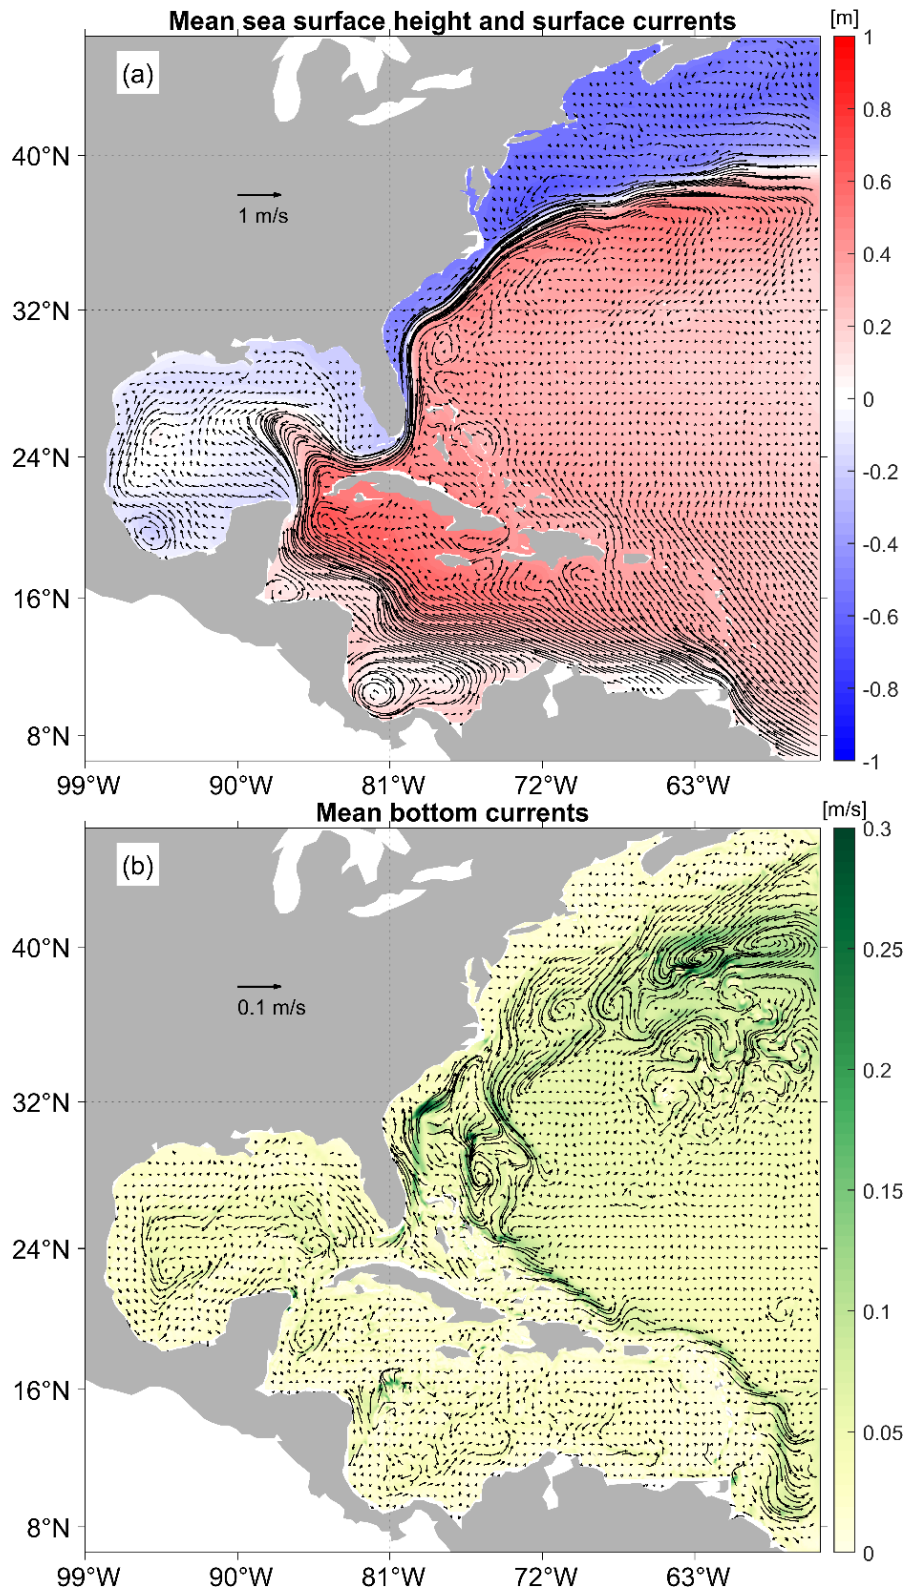 Mean sea surface height and surface currents
[m]
(a)
1 m/s
40°N
32°N
24°N
16°N
8°N
99°W 90°W 81°W 72°W 63°W
1
0.8
0.6
0.4
0.2
0
-0.2
-0.4
-0.6
-0.8
-1
Mean bottom currents
[m/s]
(b)
0.1 m/s
40°N
32°N
24°N
16°N
8°N
99°W 90°W 81°W 72°W 63°W
0.3
0.25
0.2
0.15
0.1
0.05
0